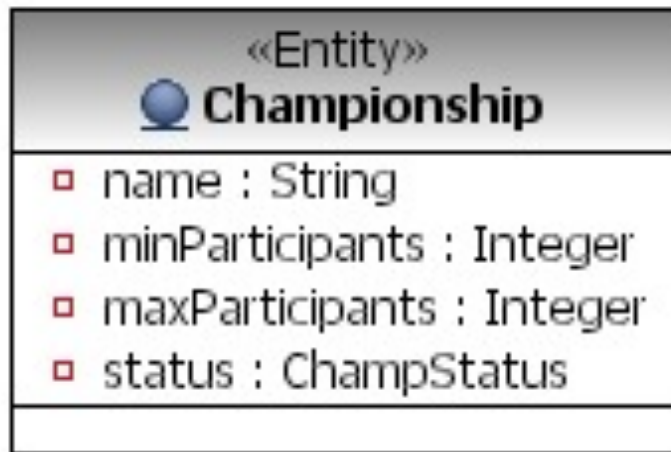 «Entity»
Championship
name : String
minParticipants : Integer
maxParticipants : Integer
status : ChampStatus